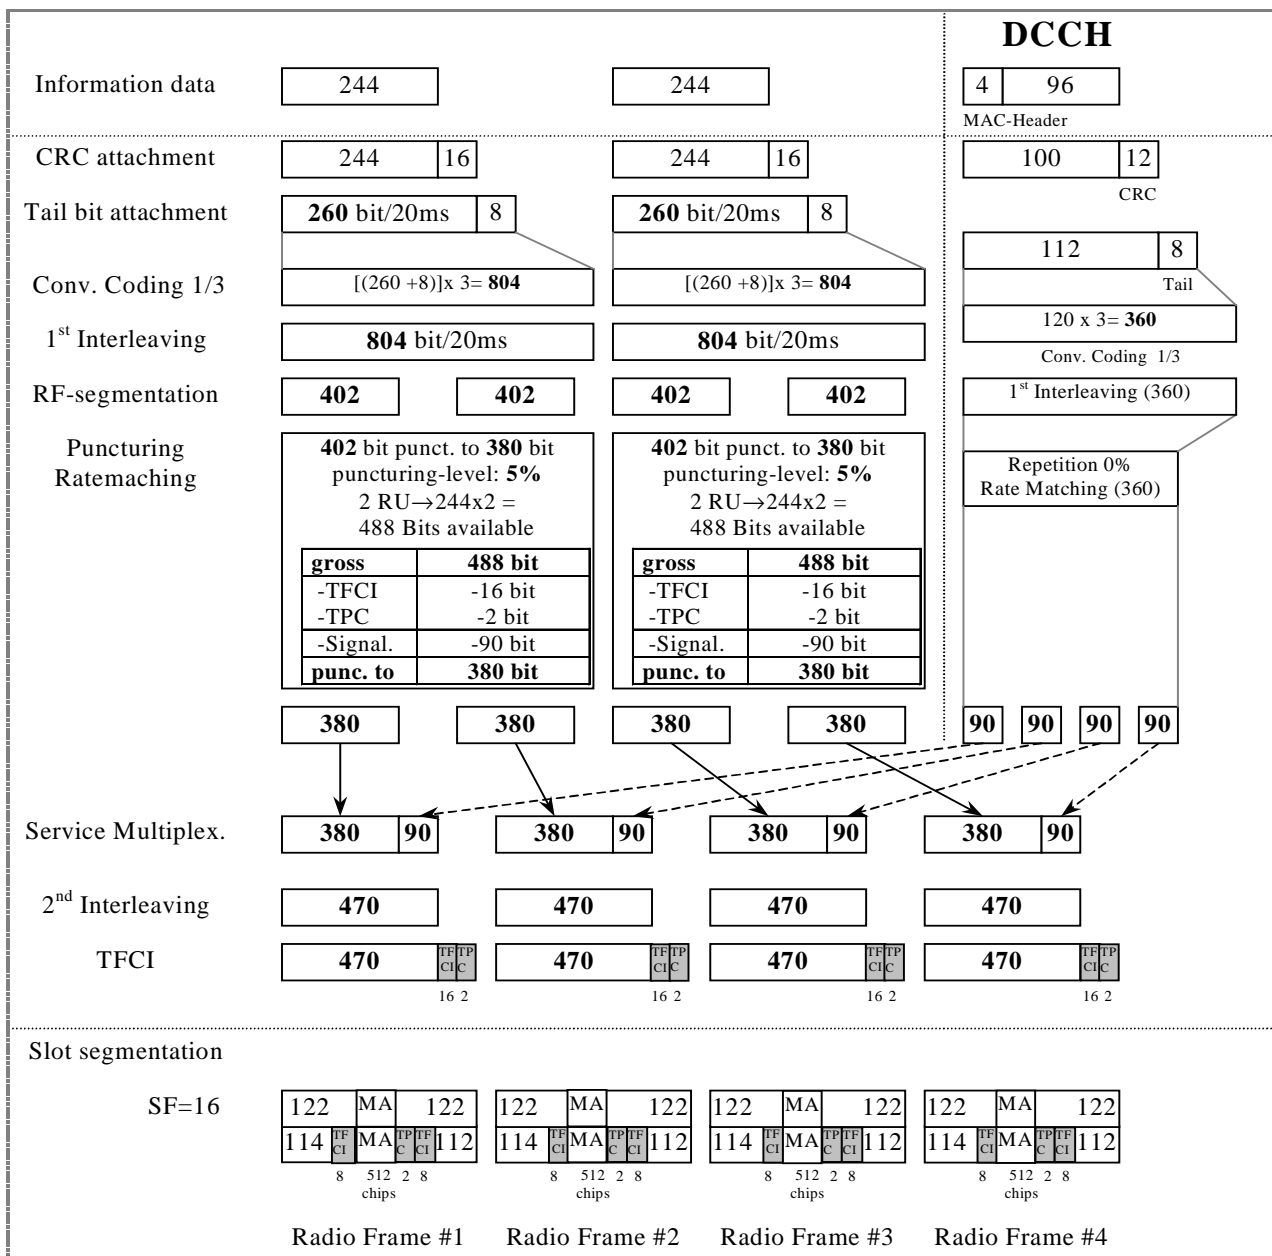 DCCH
Information data 244 244 4 96
MAC-Header
CRC attachment 244 16 244 16 100 12
CRC
Tail bit attachment 260 bit/20ms 8 260 bit/20ms 8
112 8
Tail
Conv. Coding 1/3 [(260 +8)]x 3= 804 [(260 +8)]x 3= 804
120 x 3= 360
Conv. Coding 1/3
1st Interleaving 804 bit/20ms 804 bit/20ms
RF-segmentation 402 402 402 402 1st Interleaving (360)
Puncturing
Ratemaching
402 bit punct. to 380 bit
puncturing-level: 5%
2 RU→244x2 =
488 Bits available
gross 488 bit
-TFCI -16 bit
-TPC -2 bit
-Signal. -90 bit
punc. to 380 bit
402 bit punct. to 380 bit
puncturing-level: 5%
2 RU→244x2 =
488 Bits available
gross 488 bit
-TFCI -16 bit
-TPC -2 bit
-Signal. -90 bit
punc. to 380 bit
Repetition 0%
Rate Matching (360)
380 380 380 380 90 90 90 90
Service Multiplex. 380 90 380 90 380 90 380 90
2nd Interleaving 470 470 470 470
TFCI 470 TFCI TPC 470 TFCI TPC 470 TFCI TPC 470 TFCI TPC
16 2 16 2 16 2 16 2
Slot segmentation
SF=16 122 MA 122 122 MA 122 122 MA 122 122 MA 122
114 TFCI MA TPC TFCI 112 114 TFCI MA TPC TFCI 112 114 TFCI MA TPC TFCI 112 114 TFCI MA TPC TFCI 112
8 512 2 8 8 512 2 8 8 512 2 8 8 512 2 8
chips chips chips chips
Radio Frame #1 Radio Frame #2 Radio Frame #3 Radio Frame #4